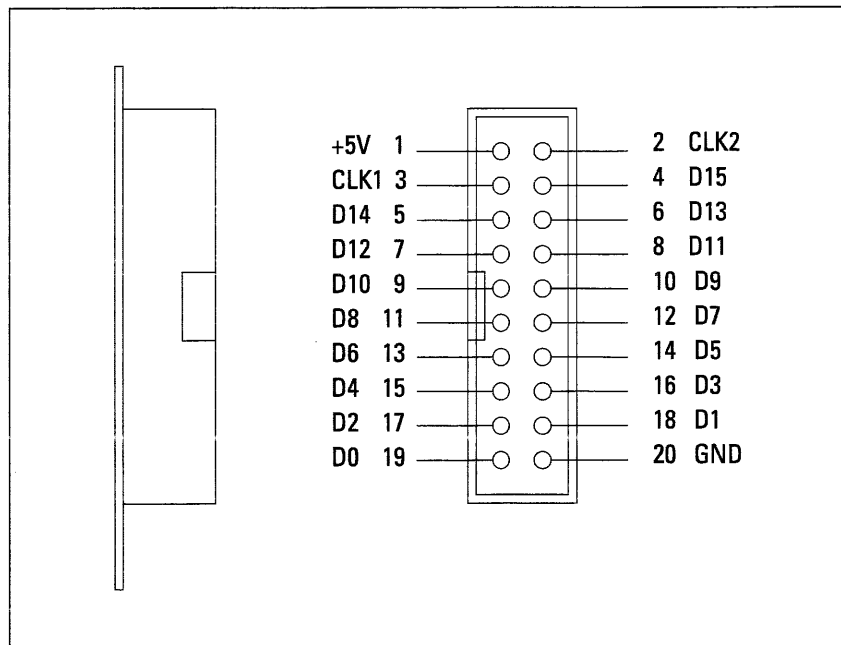 +5V 1 2 CLK2
CLK1 3 4 D15
D14 5 6 D13
D12 7 8 D11
D10 9 10 D9
D8 11 12 D7
D6 13 14 D5
D4 15 16 D3
D2 17 18 D1
D0 19 20 GND